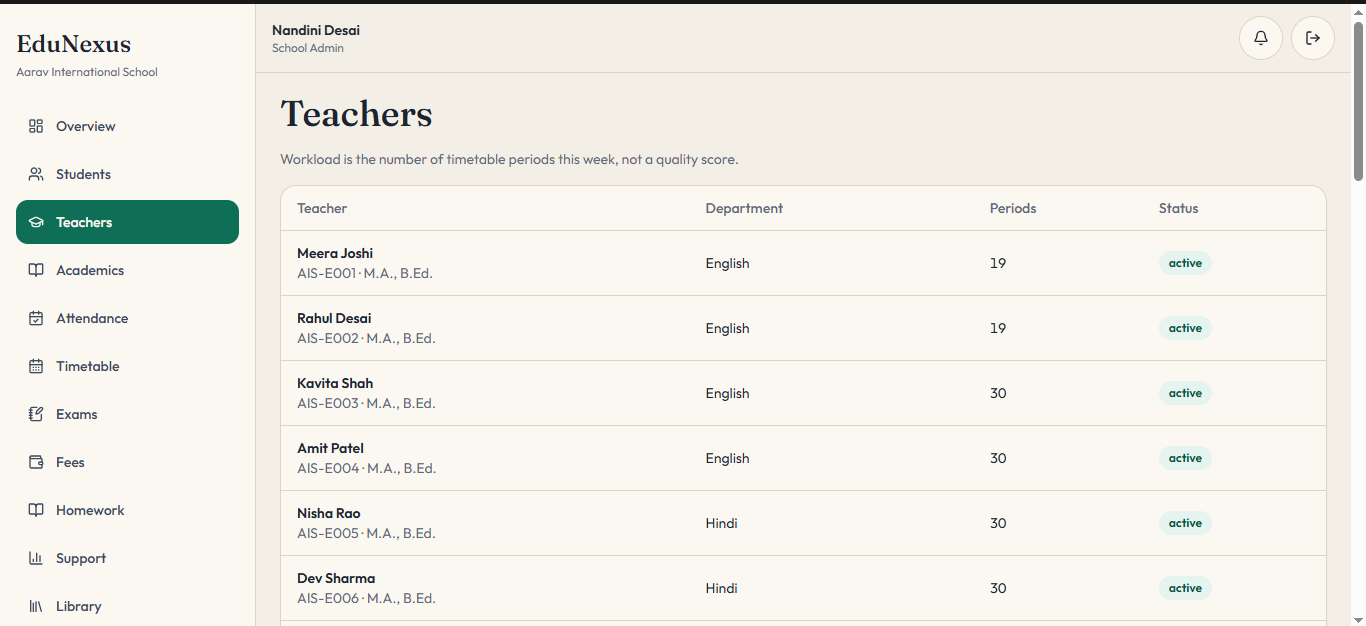 EduNexus
Aarav International School
Overview
Students
Teachers
Academics
Attendance
Timetable
Exams
Fees
Homework
Support
Library
Nandini Desai
School Admin
Teachers
Workload is the number of timetable periods this week, not a quality score.
Teacher Department Periods Status
Meera Joshi
AIS-E001 · M.A., B.Ed.
English 19 active
Rahul Desai
AIS-E002 · M.A., B.Ed.
English 19 active
Kavita Shah
AIS-E003 · M.A., B.Ed.
English 30 active
Amit Patel
AIS-E004 · M.A., B.Ed.
English 30 active
Nisha Rao
AIS-E005 · M.A., B.Ed.
Hindi 30 active
Dev Sharma
AIS-E006 · M.A., B.Ed.
Hindi 30 active